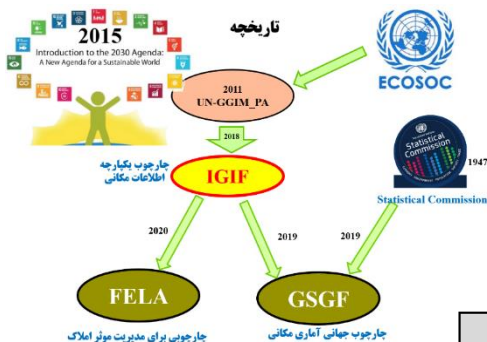 تاریخچه
2015
Introduction to the 2030 Agenda:
A New Agenda for a Sustainable World
ECOSOC
2011
UN-GGIM_PA
2018
چارچوب یکپارچه
اطلاعات مکانی
IGIF
Statistical
Commission
1947
Statistical Commission
2020
2019
2019
FELA
GSGF
چارچوبی برای مدیریت موثر املاک
چارچوب جهانی آماری مکانی